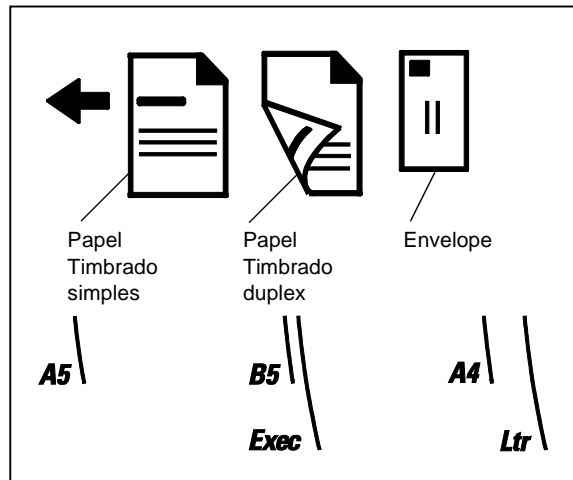 Papel
Timbrado
simples
Papel
Timbrado
duplex
Envelope
A5
B5
A4
Exec
Ltr